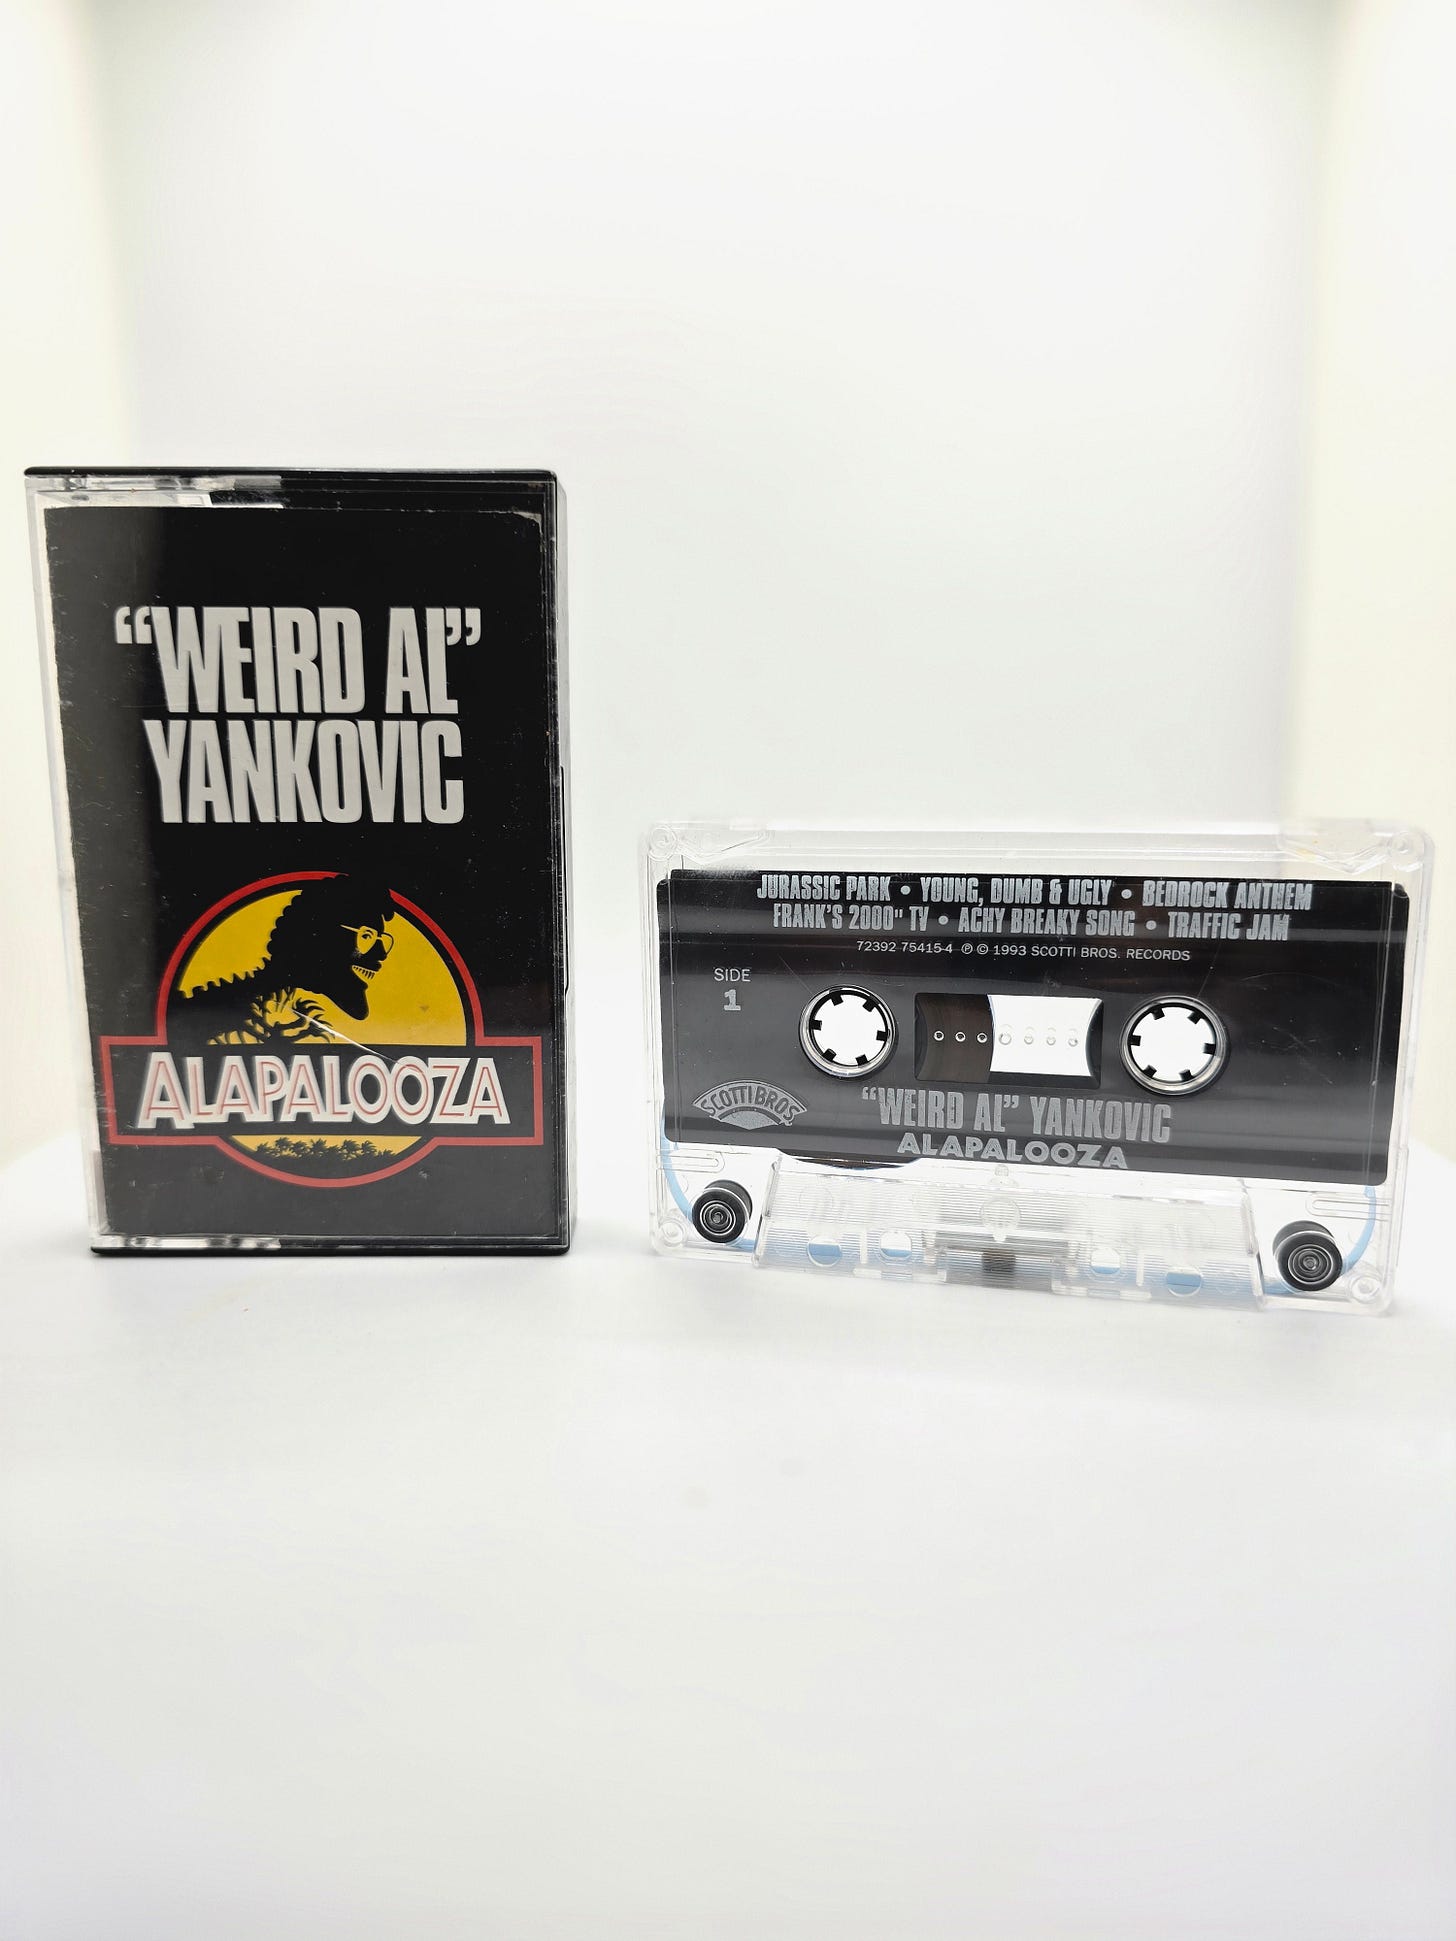 “WEIRD AL”
YANKOVIC
ALAPALOOZA
JURASSIC PARK • YOUNG, DUMB & UGLY • BEDROCK ANTHEM
FRANK'S 2000" TV • ACHY BREAKY SONG • TRAFFIC JAM
72392 75415-4 ℗ © 1993 SCOTTI BROS. RECORDS
SIDE
1
SCOTTI BROS
“WEIRD AL” YANKOVIC
ALAPALOOZA